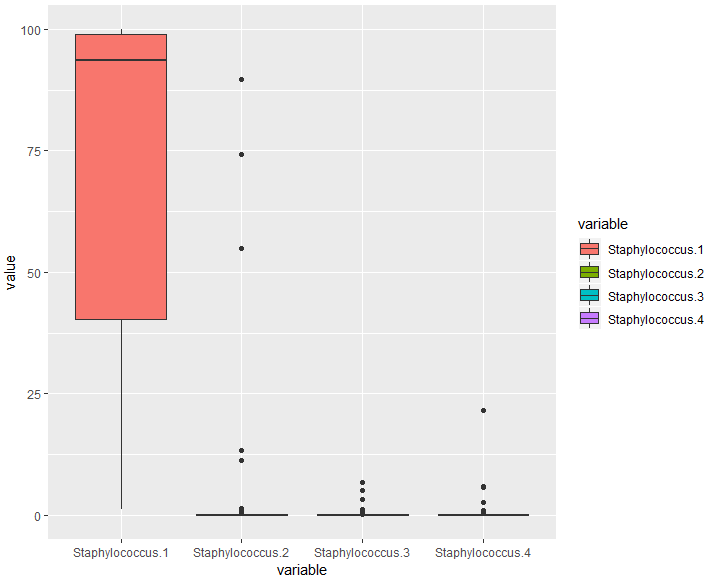 100
75
50
25
0
value
Staphylococcus.1 Staphylococcus.2 Staphylococcus.3 Staphylococcus.4
variable
variable
Staphylococcus.1
Staphylococcus.2
Staphylococcus.3
Staphylococcus.4